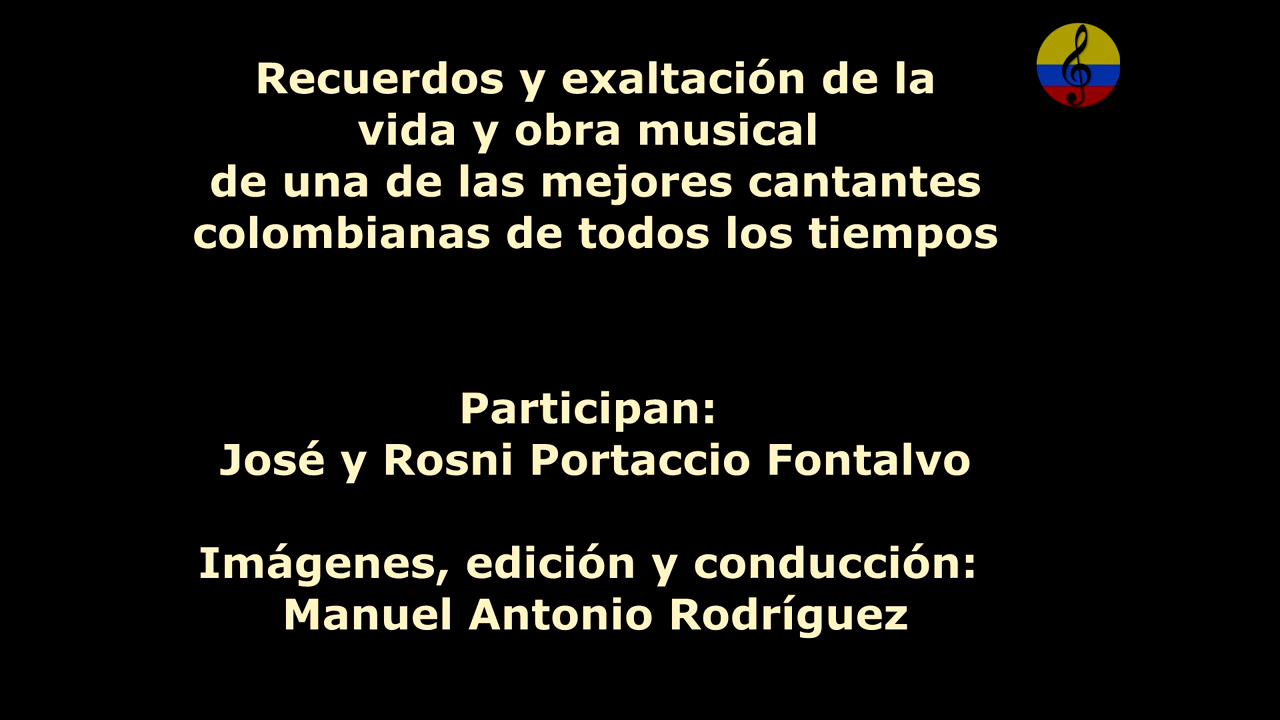 Recuerdos y exaltación de la
vida y obra musical
de una de las mejores cantantes
colombianas de todos los tiempos
Participan:
José y Rosni Portaccio Fontalvo
Imágenes, edición y conducción:
Manuel Antonio Rodríguez